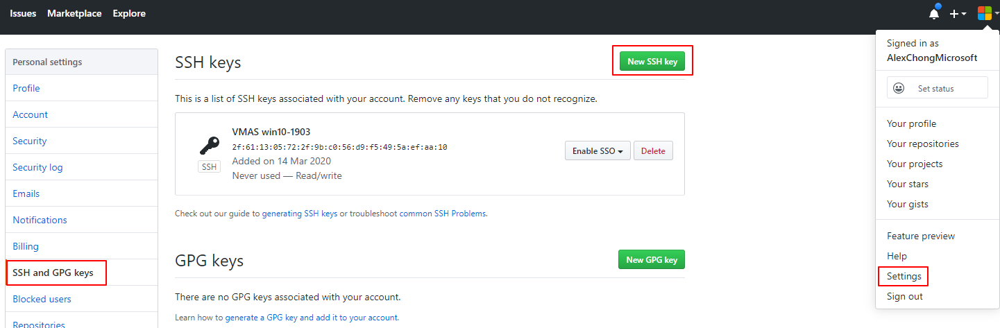 Issues Marketplace Explore
Signed in as
AlexChongMicrosoft
Set status
Your profile
Your repositories
Your projects
Your stars
Your gists
Feature preview
Help
Settings
Sign out
Personal settings
Profile
Account
Security
Security log
Emails
Notifications
Billing
SSH and GPG keys
Blocked users
Repositories
SSH keys
New SSH key
This is a list of SSH keys associated with your account. Remove any keys that you do not recognize.
VMAS win10-1903
2f:61:13:05:72:2f:9b:c0:56:d9:f5:49:5a:ef:aa:10
Added on 14 Mar 2020
Never used — Read/write
SSH
Enable SSO
Delete
Check out our guide to generating SSH keys or troubleshoot common SSH Problems.
GPG keys
New GPG key
There are no GPG keys associated with your account.
Learn how to generate a GPG key and add it to your account.